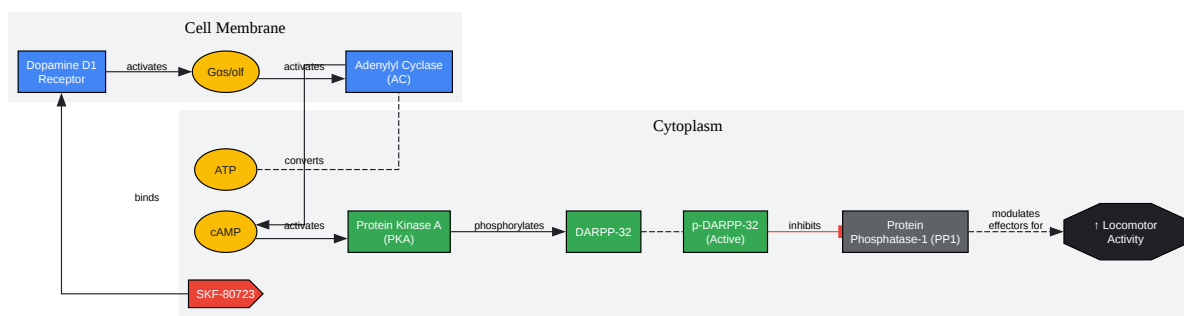 Cell Membrane
Dopamine D1
Receptor
activates
Gαs/olf
activates
Adenylyl Cyclase
(AC)
Cytoplasm
ATP
converts
binds
cAMP
activates
Protein Kinase A
(PKA)
phosphorylates
DARPP-32
p-DARPP-32
(Active)
inhibits
Protein
Phosphatase-1 (PP1)
modulates
effectors for
↑ Locomotor
Activity
SKF-80723